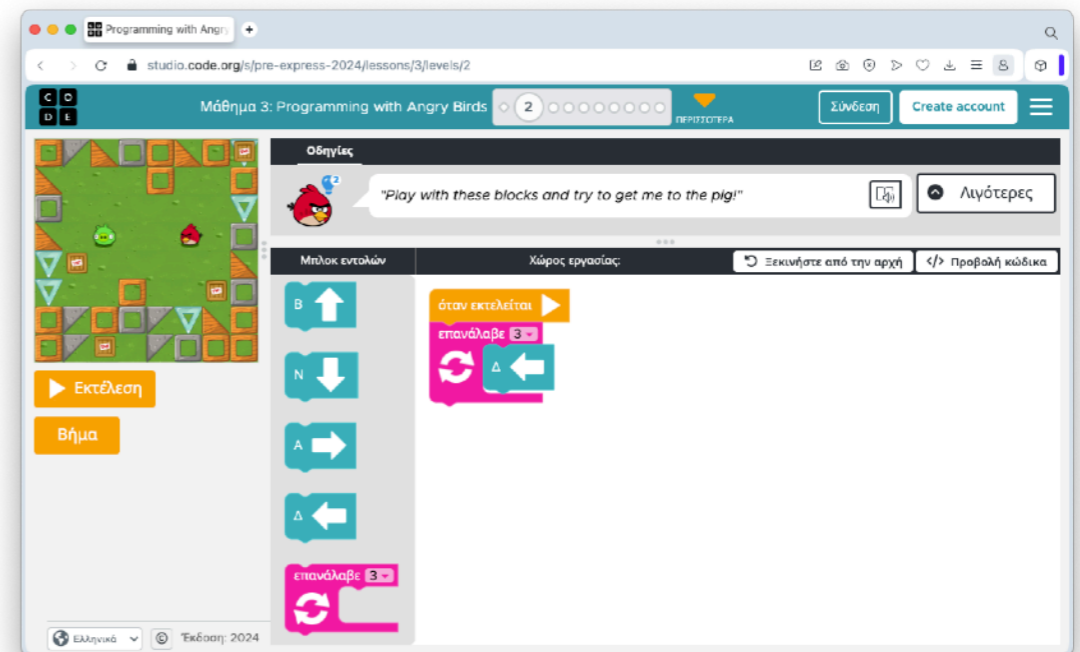 Programming with Angry
studio.code.org/s/pre-express-2024/lessons/3/levels/2
C O
D E
Μάθημα 3: Programming with Angry Birds
2
ΠΕΡΙΣΣΟΤΕΡΑ
Σύνδεση
Create account
Οδηγίες
2
"Play with these blocks and try to get me to the pig!"
Λιγότερες
Μπλοκ εντολών
Χώρος εργασίας:
Ξεκινήστε από την αρχή
</> Προβολή κώδικα
Β
Ν
Α
Δ
επανάλαβε 3
όταν εκτελείται
επανάλαβε 3
Δ
Εκτέλεση
Βήμα
Ελληνικά
© Έκδοση: 2024